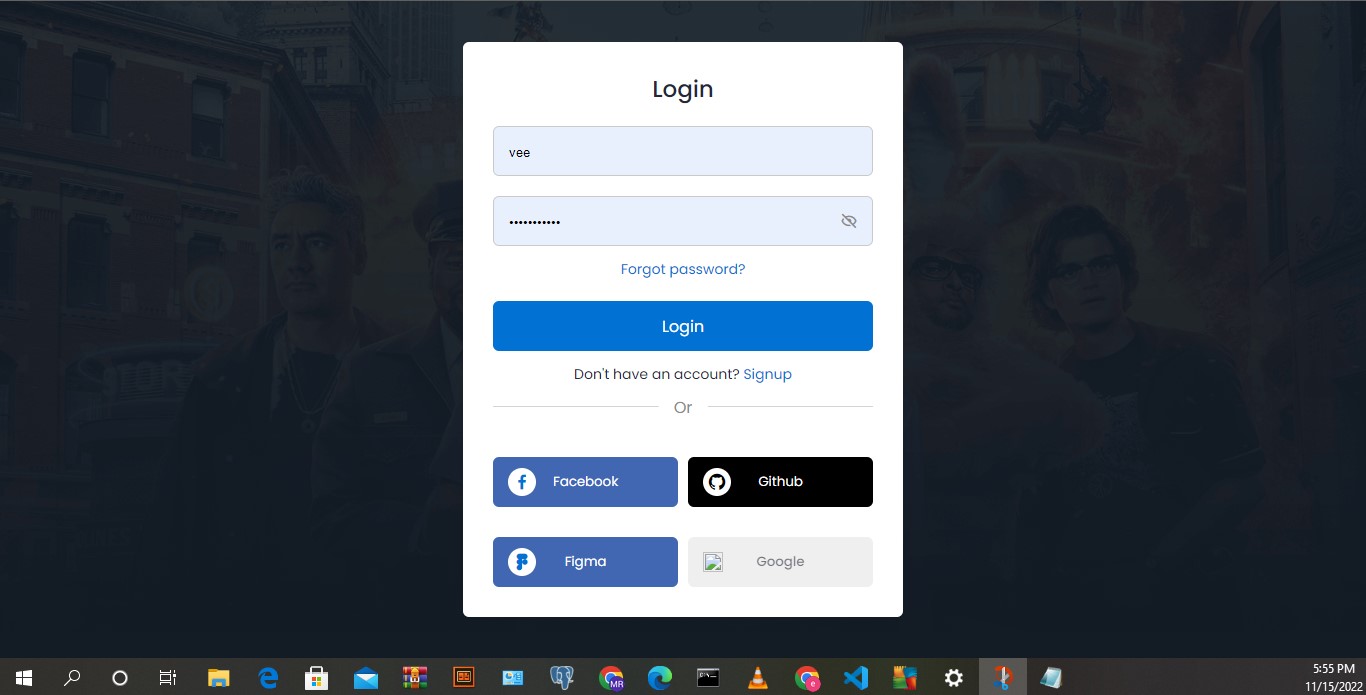 Login
vee
•••••••••••
Forgot password?
Login
Don't have an account? Signup
Or
Facebook
Github
Figma
Google
MR
e
5:55 PM
11/15/2022